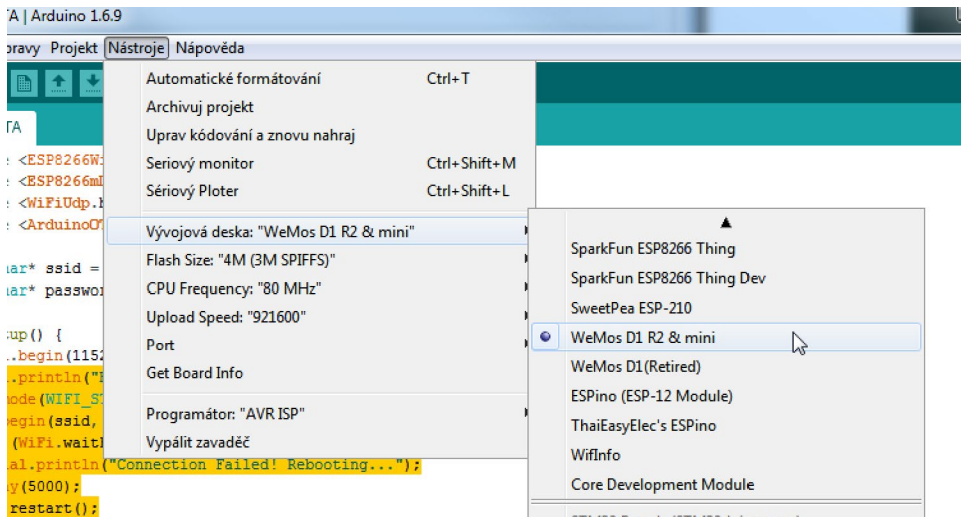 TA | Arduino 1.6.9
Projekt Nástroje Nápověda
TA
Automatické formátování Ctrl+T
Archivuj projekt
Uprav kódování a znovu nahraj
Seriový monitor Ctrl+Shift+M
Sériový Ploter Ctrl+Shift+L
Vývojová deska: "WeMos D1 R2 & mini"
Flash Size: "4M (3M SPIFFS)"
CPU Frequency: "80 MHz"
Upload Speed: "921600"
Port
Get Board Info
Programátor: "AVR ISP"
Vypálit zavaděč
▲
SparkFun ESP8266 Thing
SparkFun ESP8266 Thing Dev
SweetPea ESP-210
WeMos D1 R2 & mini
WeMos D1(Retired)
ESPino (ESP-12 Module)
ThaiEasyElec's ESPino
WifInfo
Core Development Module
<ESP8266Wi
<ESP8266mD
<WiFiUdp.h
<ArduinoOT
ar* ssid =
ar* passwor
tup() {
.begin(1152
.println("B
mode(WIFI_ST
begin(ssid,
(WiFi.waitF
al.println("Connection Failed! Rebooting...");
y(5000);
restart();